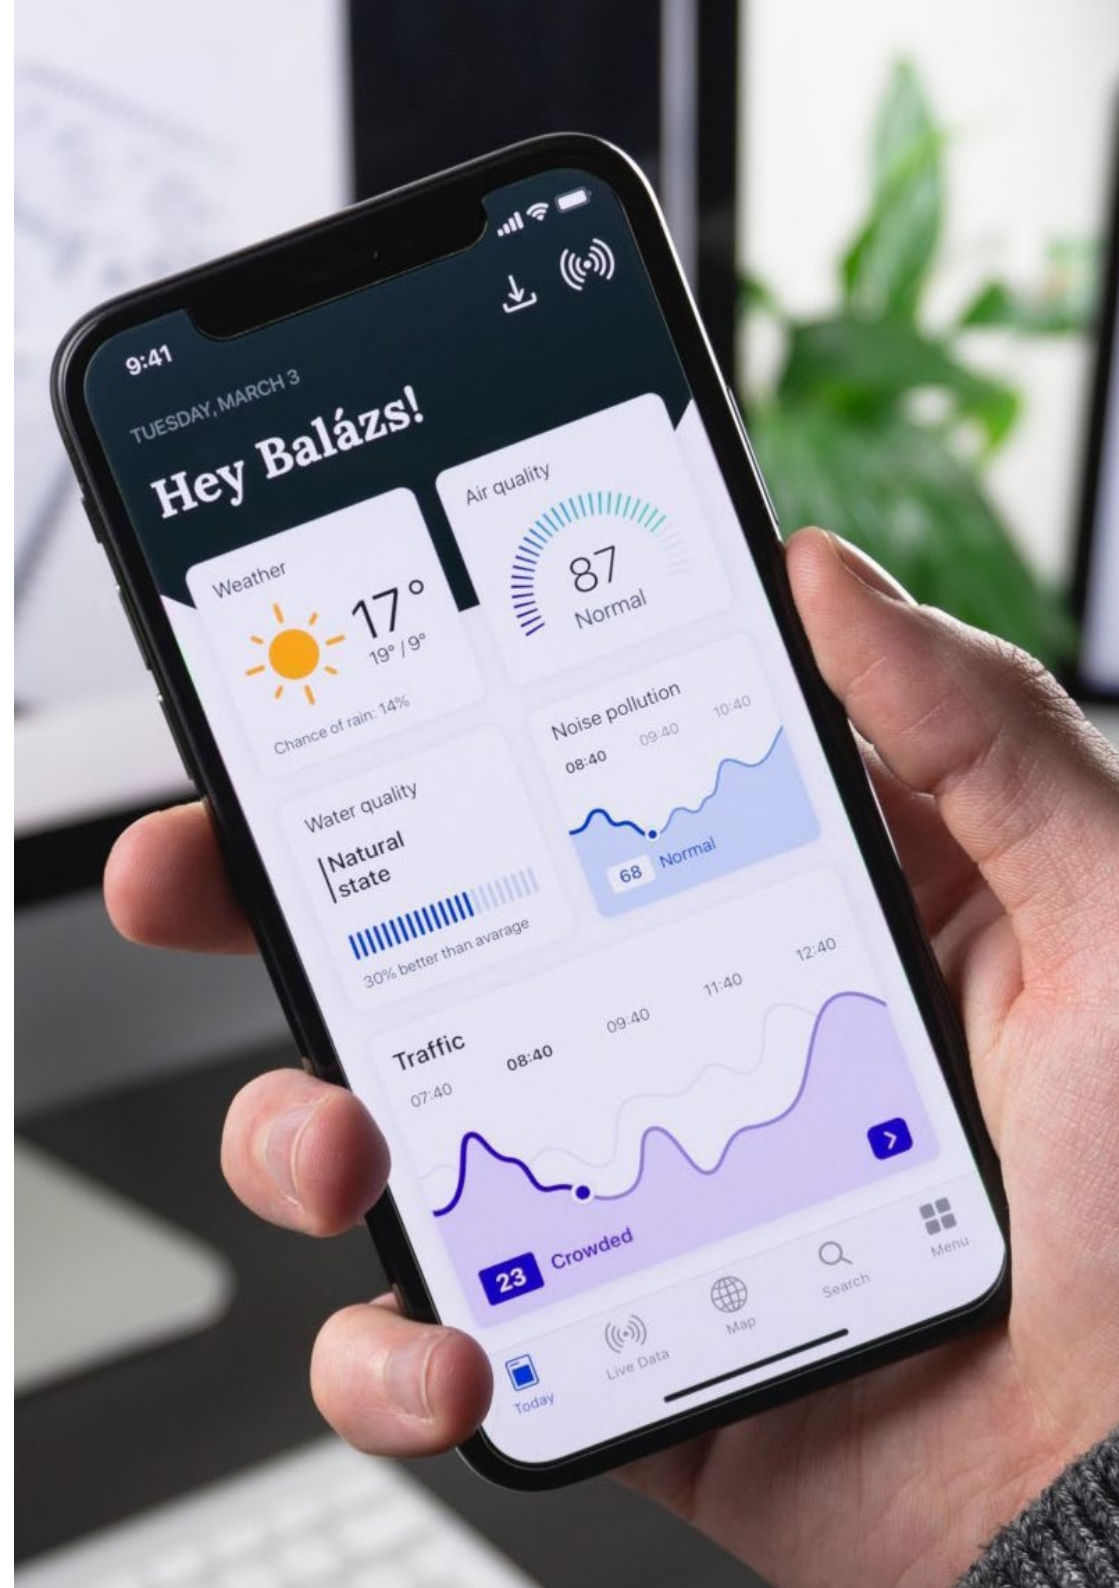 9:41
TUESDAY, MARCH 3
Hey Balázs!
Weather
17°
19° / 9°
Chance of rain: 14%
Air quality
87
Normal
Water quality
Natural
state
30% better than avarage
Noise pollution
08:40 09:40 10:40
68 Normal
Traffic
07:40 08:40 09:40 11:40 12:40
23 Crowded
Today Live Data Map Search Menu